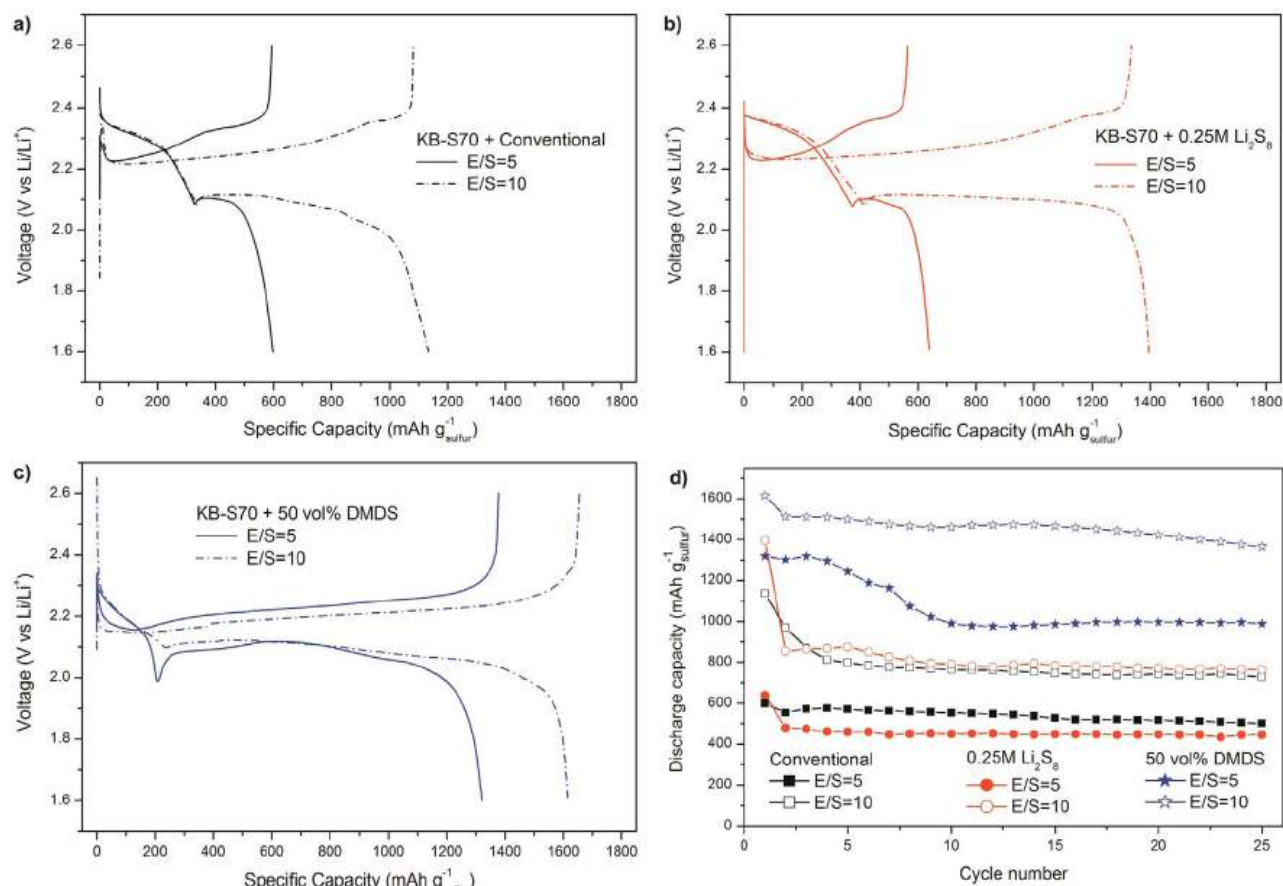 a)
2.6
2.4
2.2
2.0
1.8
1.6
Voltage (V vs Li/Li⁺)
KB-S70 + Conventional
E/S=5
E/S=10
0 200 400 600 800 1000 1200 1400 1600 1800
Specific Capacity (mAh g⁻¹sulfur)
b)
2.6
2.4
2.2
2.0
1.8
1.6
Voltage (V vs Li/Li⁺)
KB-S70 + 0.25M Li₂S₈
E/S=5
E/S=10
0 200 400 600 800 1000 1200 1400 1600 1800
Specific Capacity (mAh g⁻¹sulfur)
c)
2.6
2.4
2.2
2.0
1.8
1.6
Voltage (V vs Li/Li⁺)
KB-S70 + 50 vol% DMDS
E/S=5
E/S=10
0 200 400 600 800 1000 1200 1400 1600 1800
Specific Capacity (mAh g⁻¹
d)
1600
1400
1200
1000
800
600
400
200
0
Discharge capacity (mAh g⁻¹sulfur)
Conventional 0.25M Li₂S₈ 50 vol% DMDS
E/S=5 E/S=5 E/S=5
E/S=10 E/S=10 E/S=10
0 5 10 15 20 25
Cycle number